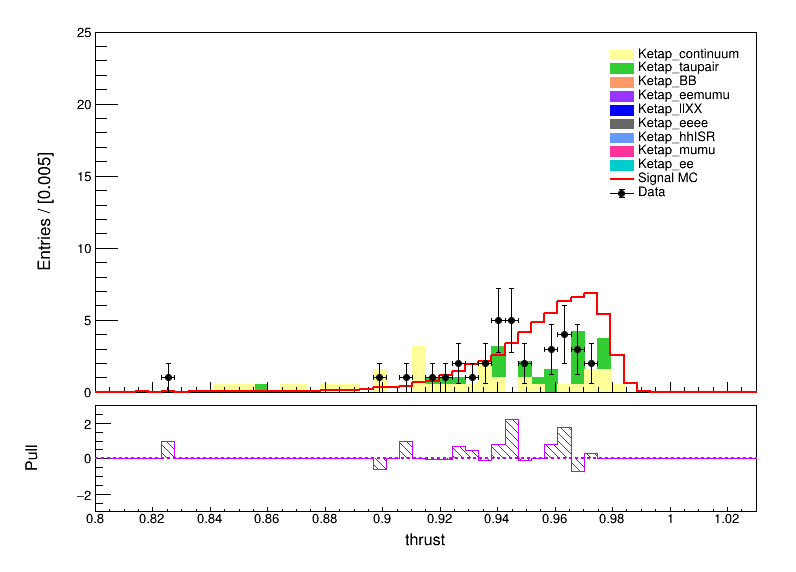 25
20
15
10
5
0
Entries / [0.005]
Ketap_continuum
Ketap_taupair
Ketap_BB
Ketap_eemumu
Ketap_llXX
Ketap_eeee
Ketap_hhISR
Ketap_mumu
Ketap_ee
Signal MC
Data
2
0
−2
Pull
0.8 0.82 0.84 0.86 0.88 0.9 0.92 0.94 0.96 0.98 1 1.02
thrust